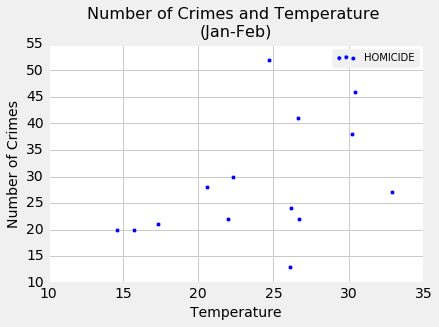 Number of Crimes and Temperature
(Jan-Feb)
HOMICIDE
Number of Crimes
55
50
45
40
35
30
25
20
15
10
10 15 20 25 30 35
Temperature